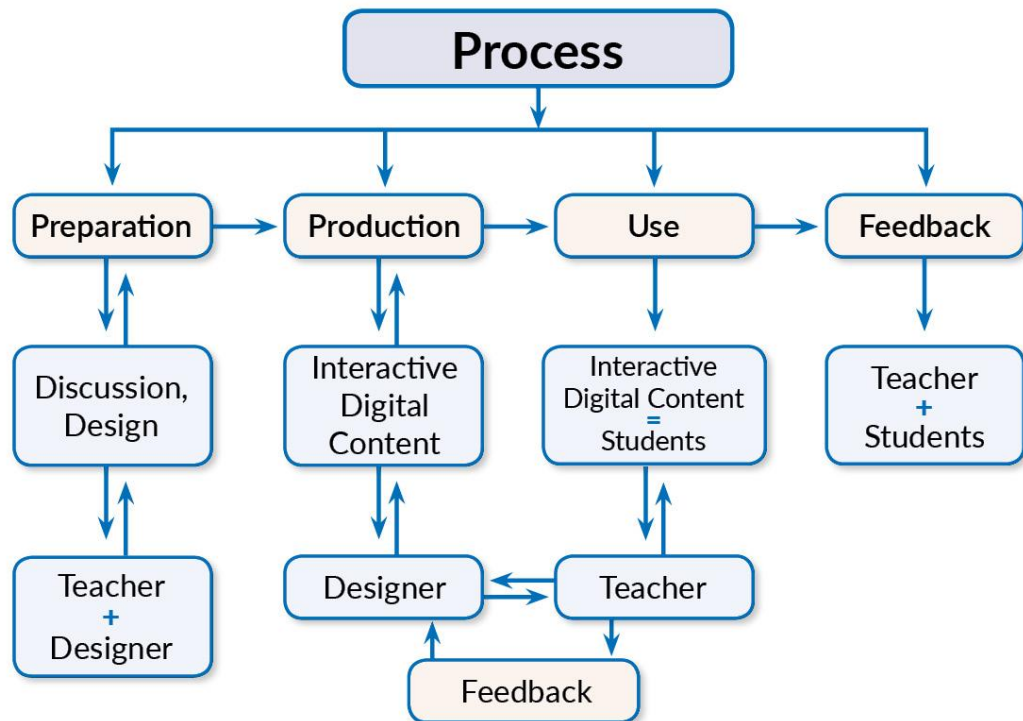 Process
Preparation
Production
Use
Feedback
Discussion,
Design
Interactive
Digital
Content
Interactive
Digital Content
=
Students
Teacher
+
Students
Teacher
+
Designer
Designer
Teacher
Feedback